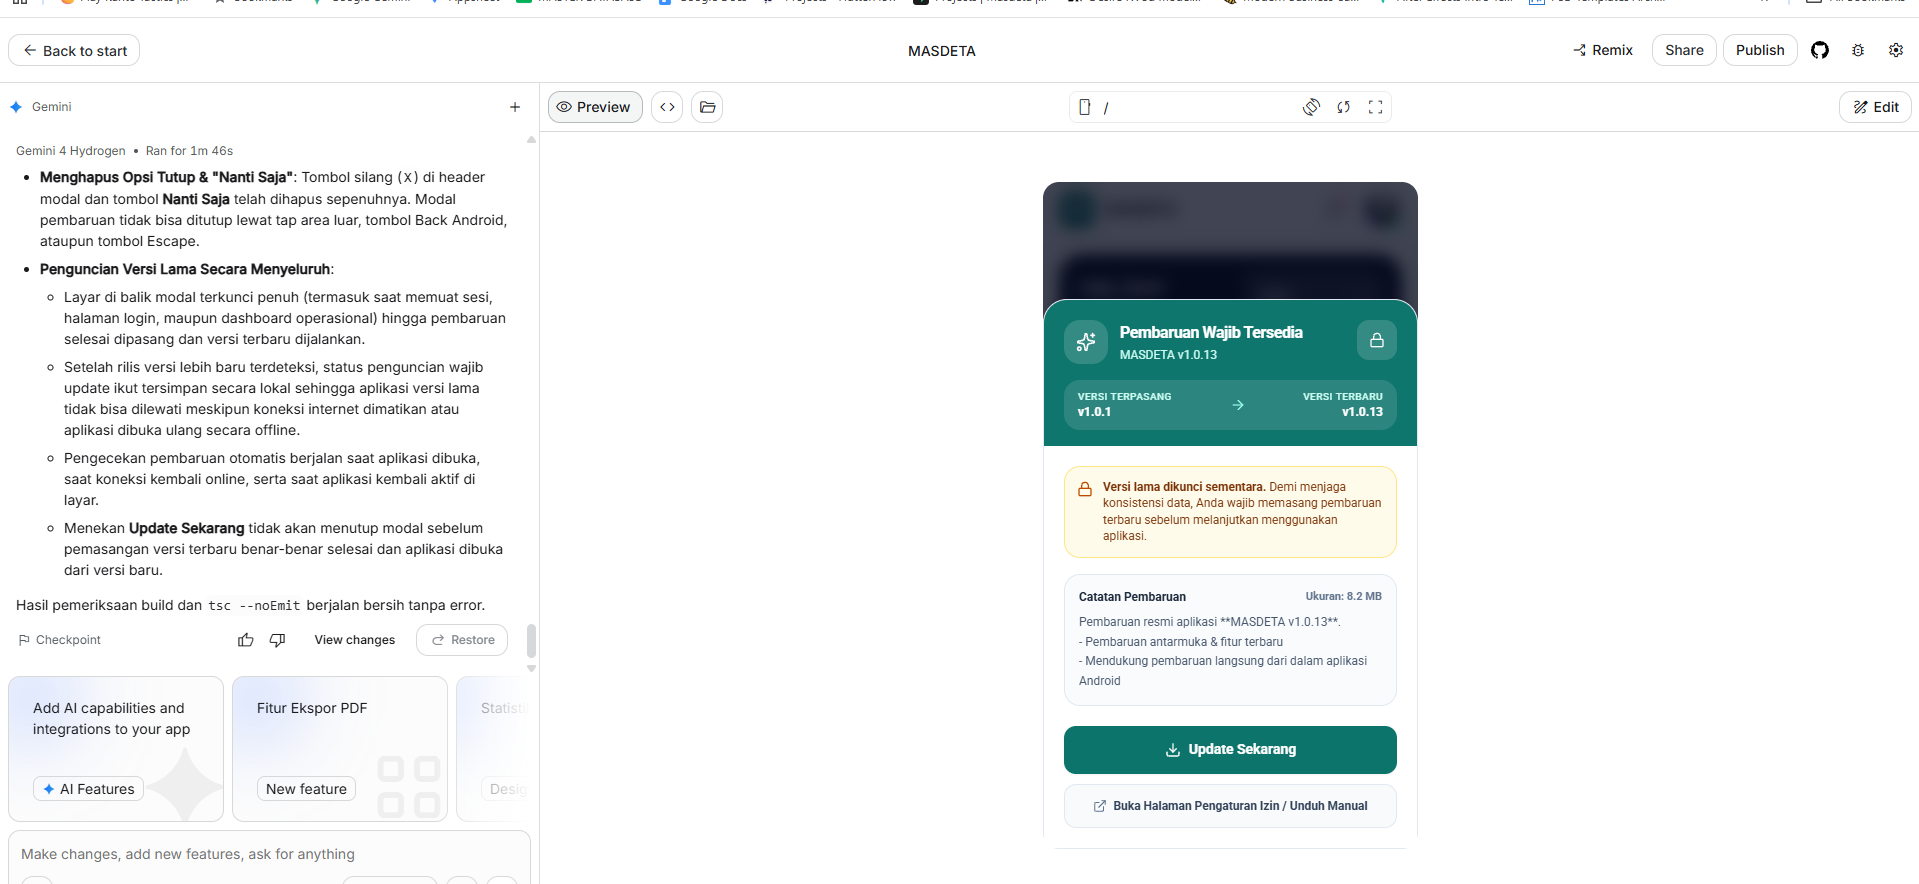 Back to start
MASDETA
Remix
Share
Publish
Gemini
Preview
/
Edit
Gemini 4 Hydrogen • Ran for 1m 46s
• Menghapus Opsi Tutup & "Nanti Saja": Tombol silang (X) di header
modal dan tombol Nanti Saja telah dihapus sepenuhnya. Modal
pembaruan tidak bisa ditutup lewat tap area luar, tombol Back Android,
ataupun tombol Escape.
• Penguncian Versi Lama Secara Menyeluruh:
Layar di balik modal terkunci penuh (termasuk saat memuat sesi,
halaman login, maupun dashboard operasional) hingga pembaruan
selesai dipasang dan versi terbaru dijalankan.
Setelah rilis versi lebih baru terdeteksi, status penguncian wajib
update ikut tersimpan secara lokal sehingga aplikasi versi lama
tidak bisa dilewati meskipun koneksi internet dimatikan atau
aplikasi dibuka ulang secara offline.
Pengecekan pembaruan otomatis berjalan saat aplikasi dibuka,
saat koneksi kembali online, serta saat aplikasi kembali aktif di
layar.
Menekan Update Sekarang tidak akan menutup modal sebelum
pemasangan versi terbaru benar-benar selesai dan aplikasi dibuka
dari versi baru.
Hasil pemeriksaan build dan tsc --noEmit berjalan bersih tanpa error.
Checkpoint
View changes
Restore
Add AI capabilities and
integrations to your app
AI Features
Fitur Ekspor PDF
New feature
Make changes, add new features, ask for anything
Pembaruan Wajib Tersedia
MASDETA v1.0.13
VERSI TERPASANG
v1.0.1
VERSI TERBARU
v1.0.13
Versi lama dikunci sementara. Demi menjaga
konsistensi data, Anda wajib memasang pembaruan
terbaru sebelum melanjutkan menggunakan
aplikasi.
Catatan Pembaruan
Ukuran: 8.2 MB
Pembaruan resmi aplikasi **MASDETA v1.0.13**.
- Pembaruan antarmuka & fitur terbaru
- Mendukung pembaruan langsung dari dalam aplikasi
Android
Update Sekarang
Buka Halaman Pengaturan Izin / Unduh Manual